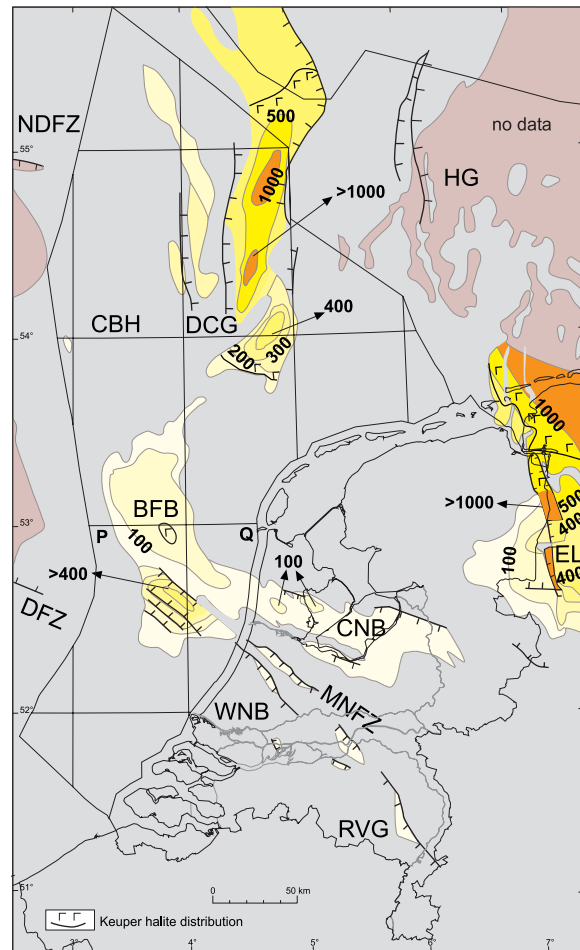 NDFZ
500
no data
55°
1000
HG
>1000
400
54°
CBH
DCG
200
300
1000
>1000
500
400
BFB
53°
P
Q
100
100
EL
>400
100
400
DFZ
CNB
MNFZ
WNB
52°
RVG
51°
0
50 km
Keuper halite distribution
3°
4°
5°
6°
7°